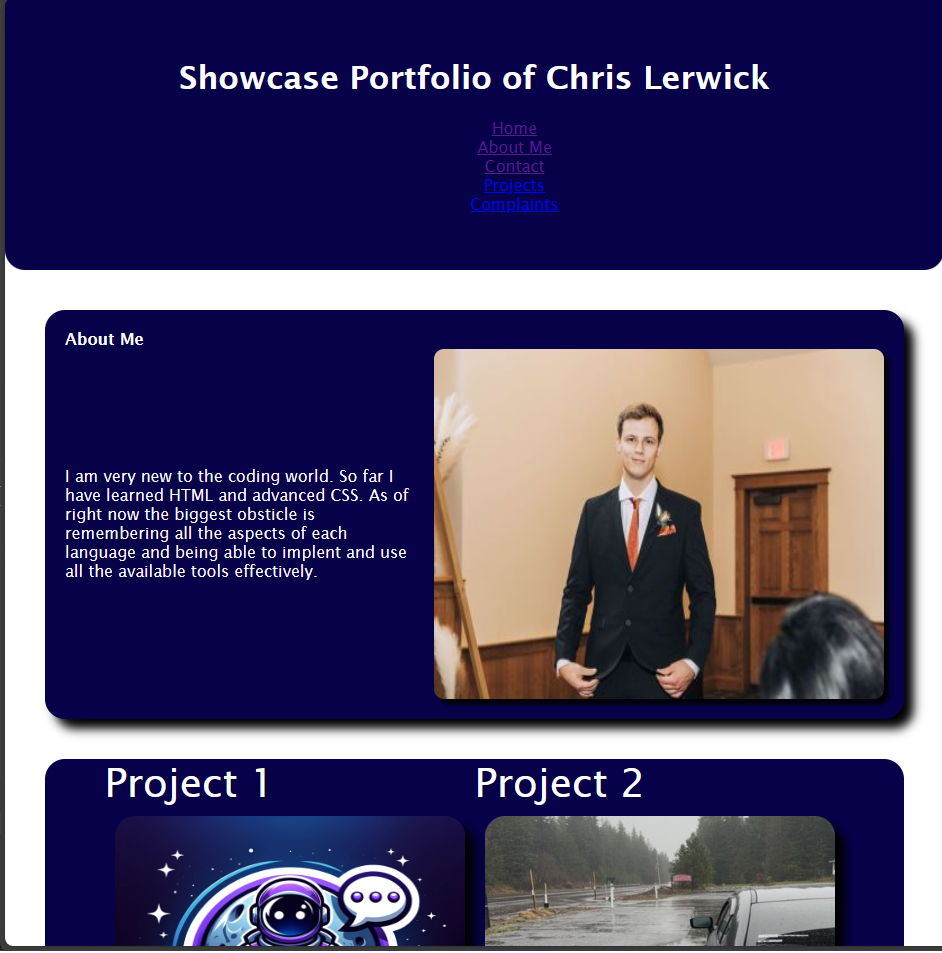 Showcase Portfolio of Chris Lerwick
Home
About Me
Contact
Projects
Complaints
About Me
I am very new to the coding world. So far I
have learned HTML and advanced CSS. As of
right now the biggest obsticle is
remembering all the aspects of each
language and being able to implent and use
all the available tools effectively.
Project 1
Project 2